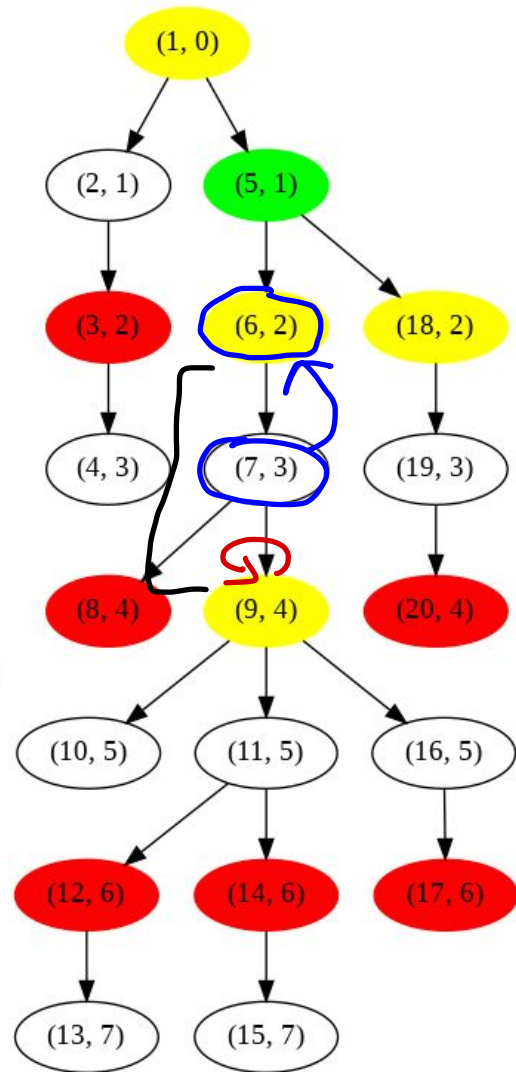 (1, 0)
(2, 1) (5, 1)
(3, 2) (6, 2) (18, 2)
(4, 3) (7, 3) (19, 3)
(8, 4) (9, 4) (20, 4)
(10, 5) (11, 5) (16, 5)
(12, 6) (14, 6) (17, 6)
(13, 7) (15, 7)